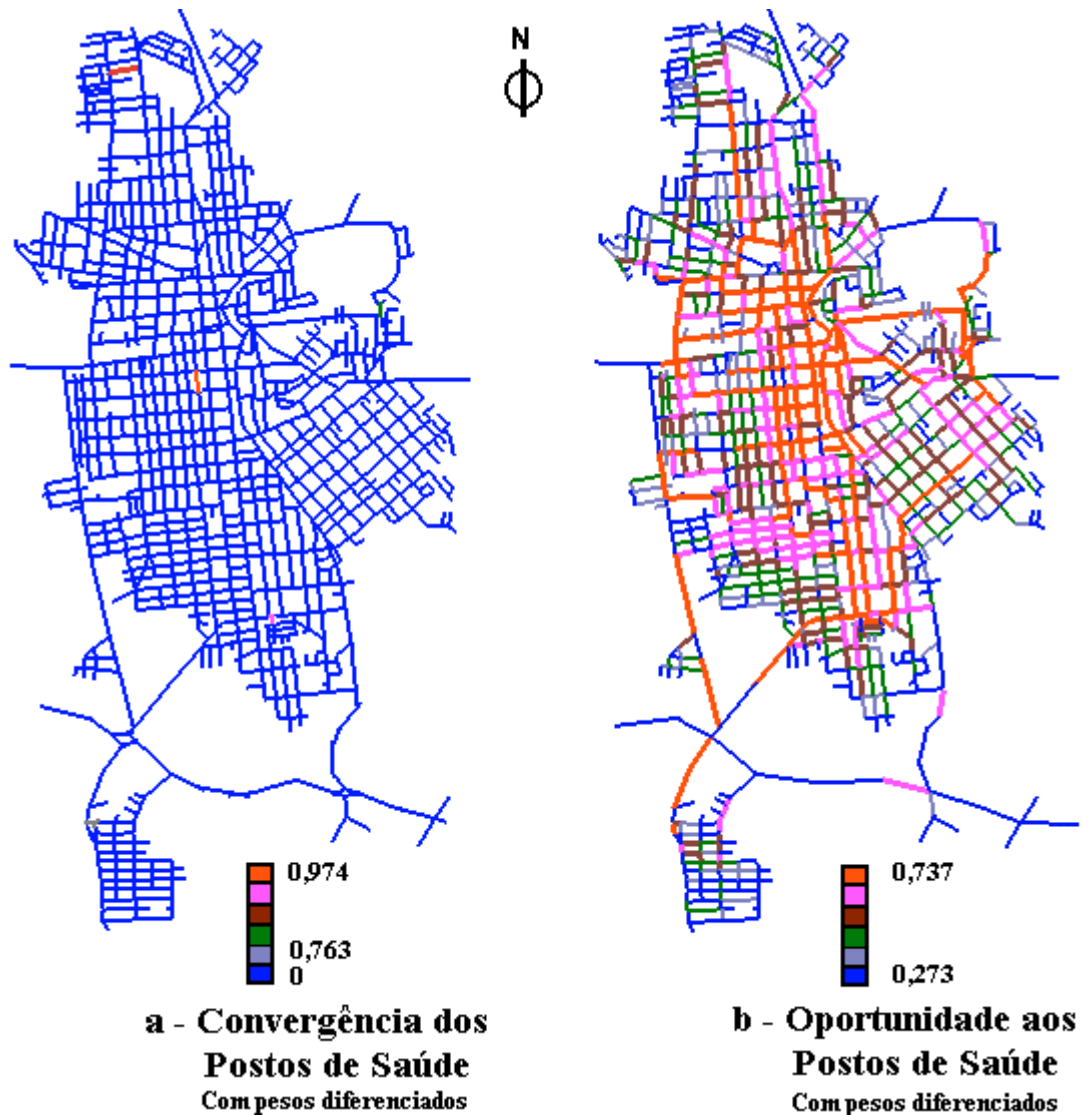 N
0,974
0,763
0
0,737
0,273
a - Convergência dos
Postos de Saúde
Com pesos diferenciados
b - Oportunidade aos
Postos de Saúde
Com pesos diferenciados